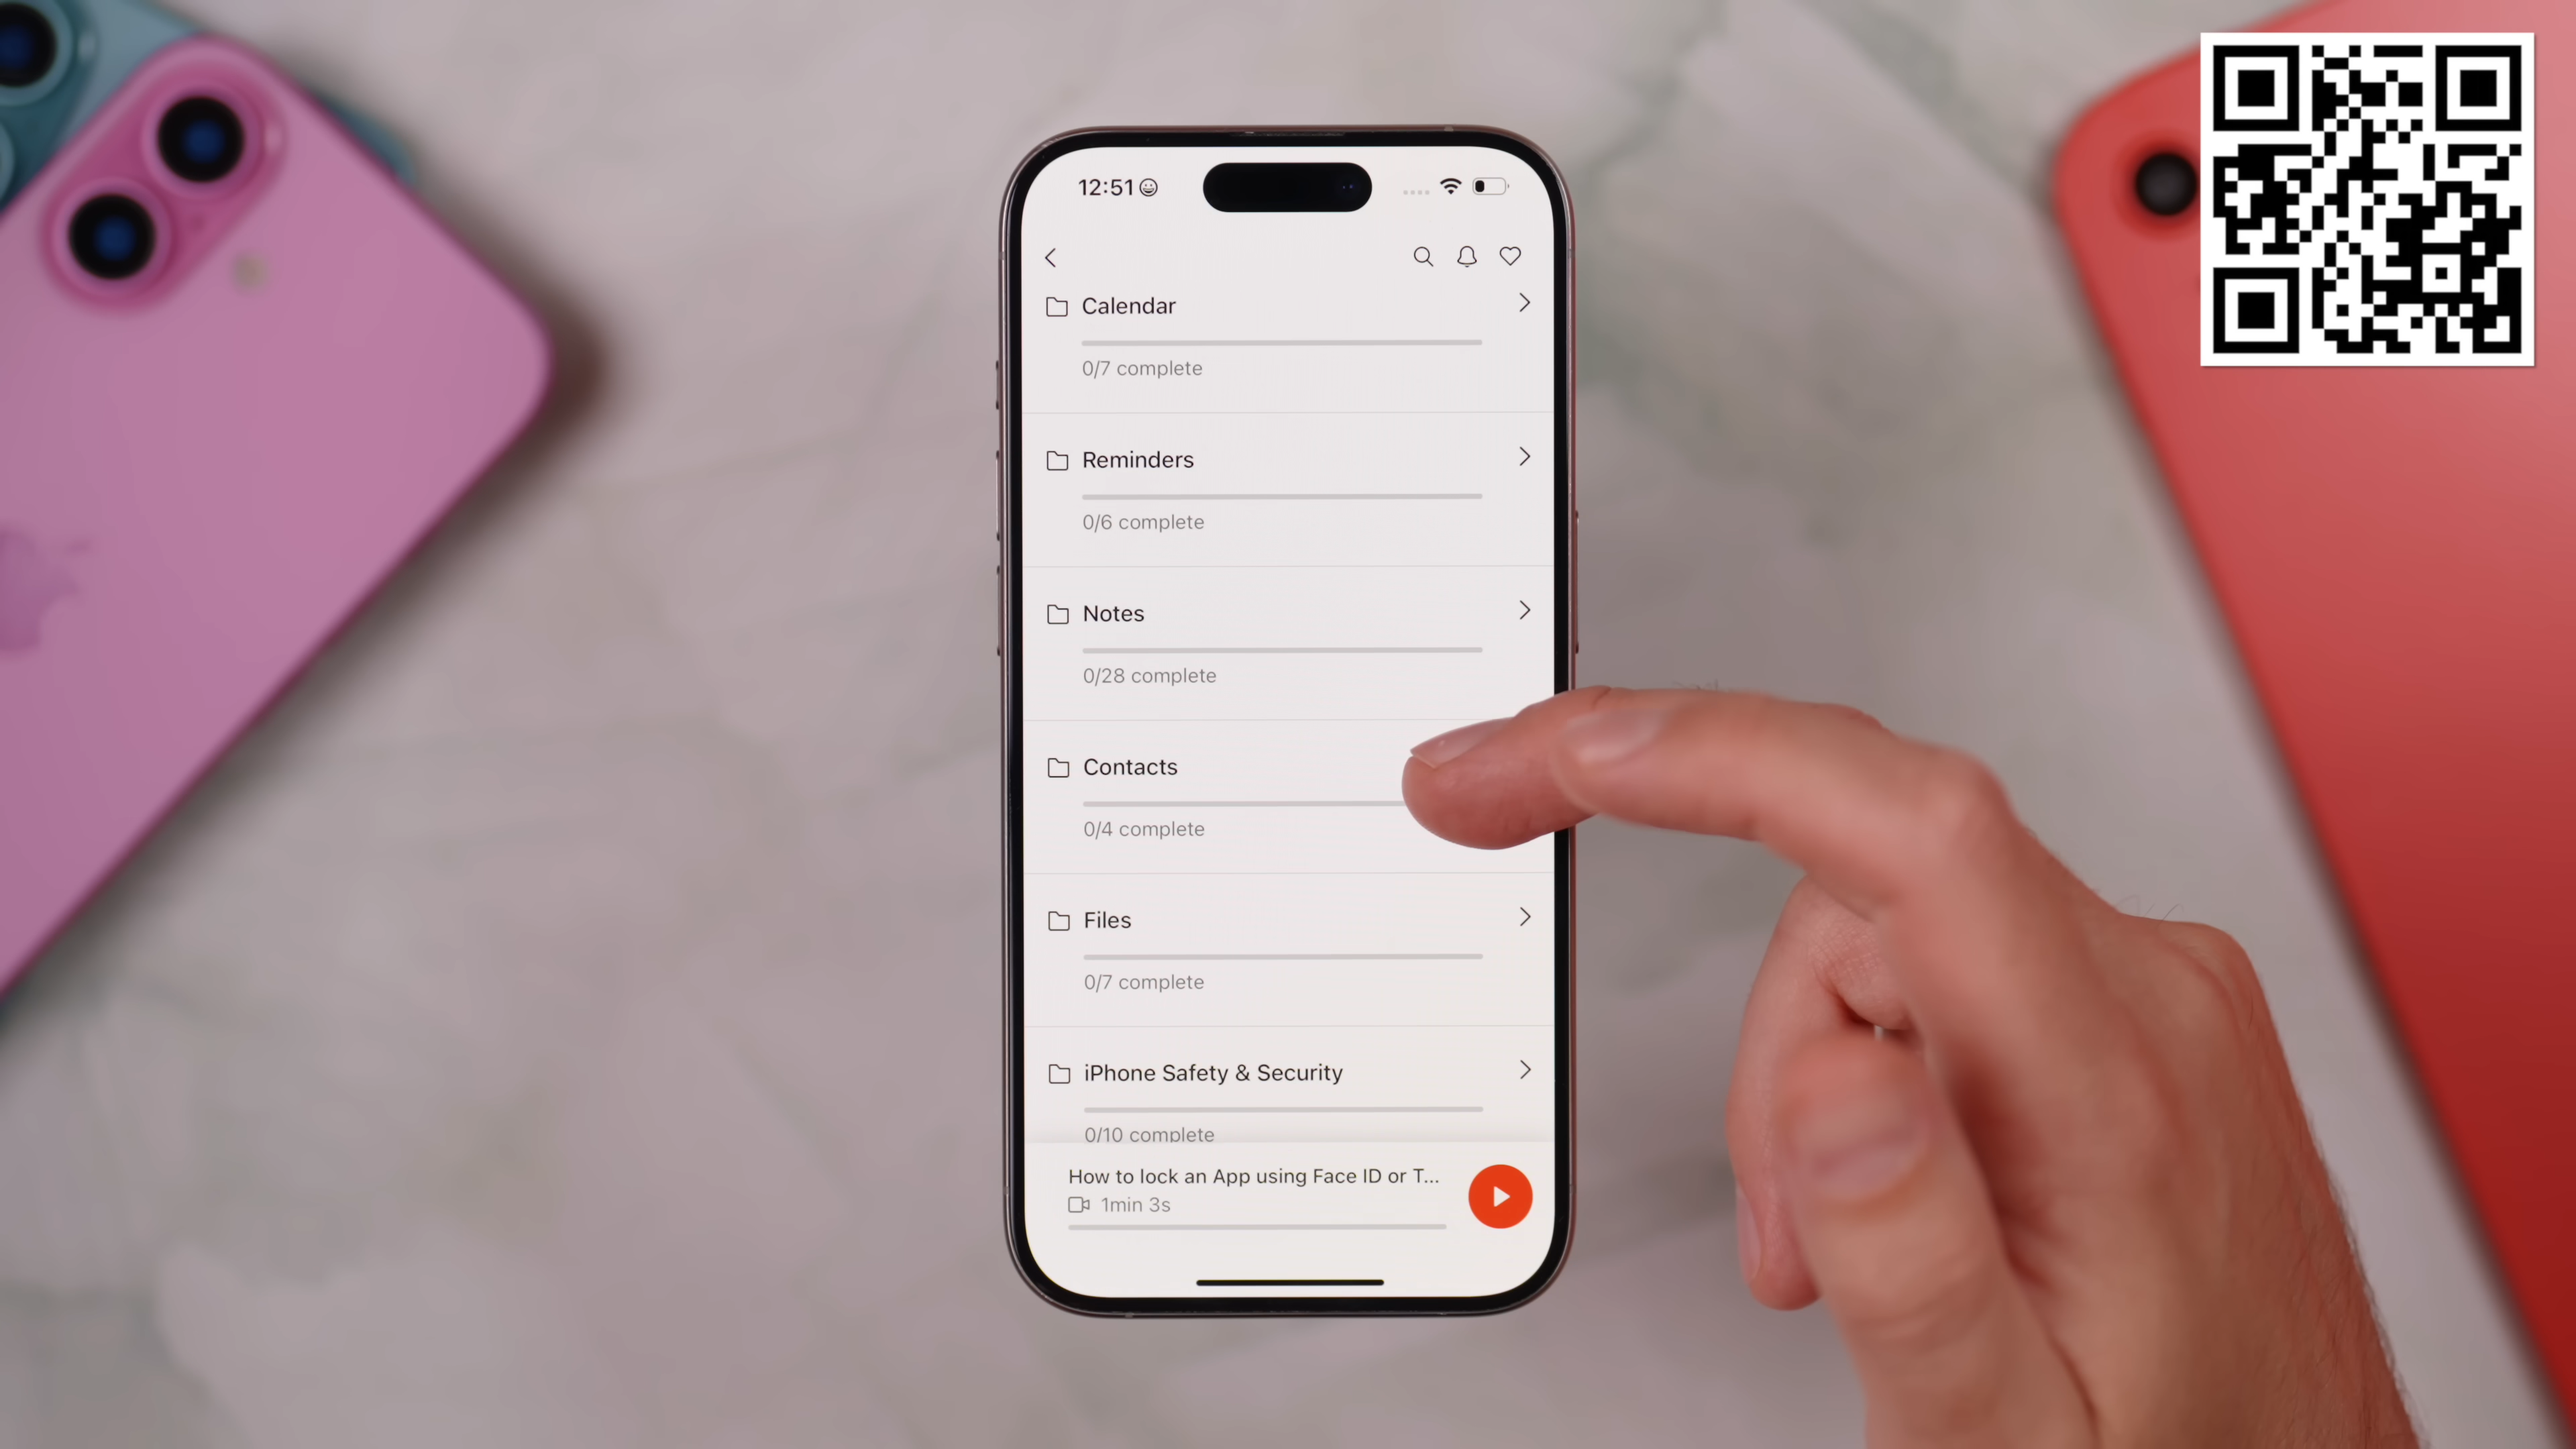 12:51
Calendar
0/7 complete
Reminders
0/6 complete
Notes
0/28 complete
Contacts
0/4 complete
Files
0/7 complete
iPhone Safety & Security
0/10 complete
How to lock an App using Face ID or T...
1min 3s